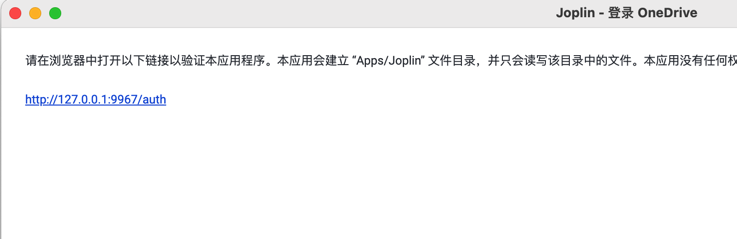 Joplin - 登录 OneDrive
请在浏览器中打开以下链接以验证本应用程序。本应用会建立 “Apps/Joplin” 文件目录，并只会读写该目录中的文件。本应用没有任何权
http://127.0.0.1:9967/auth